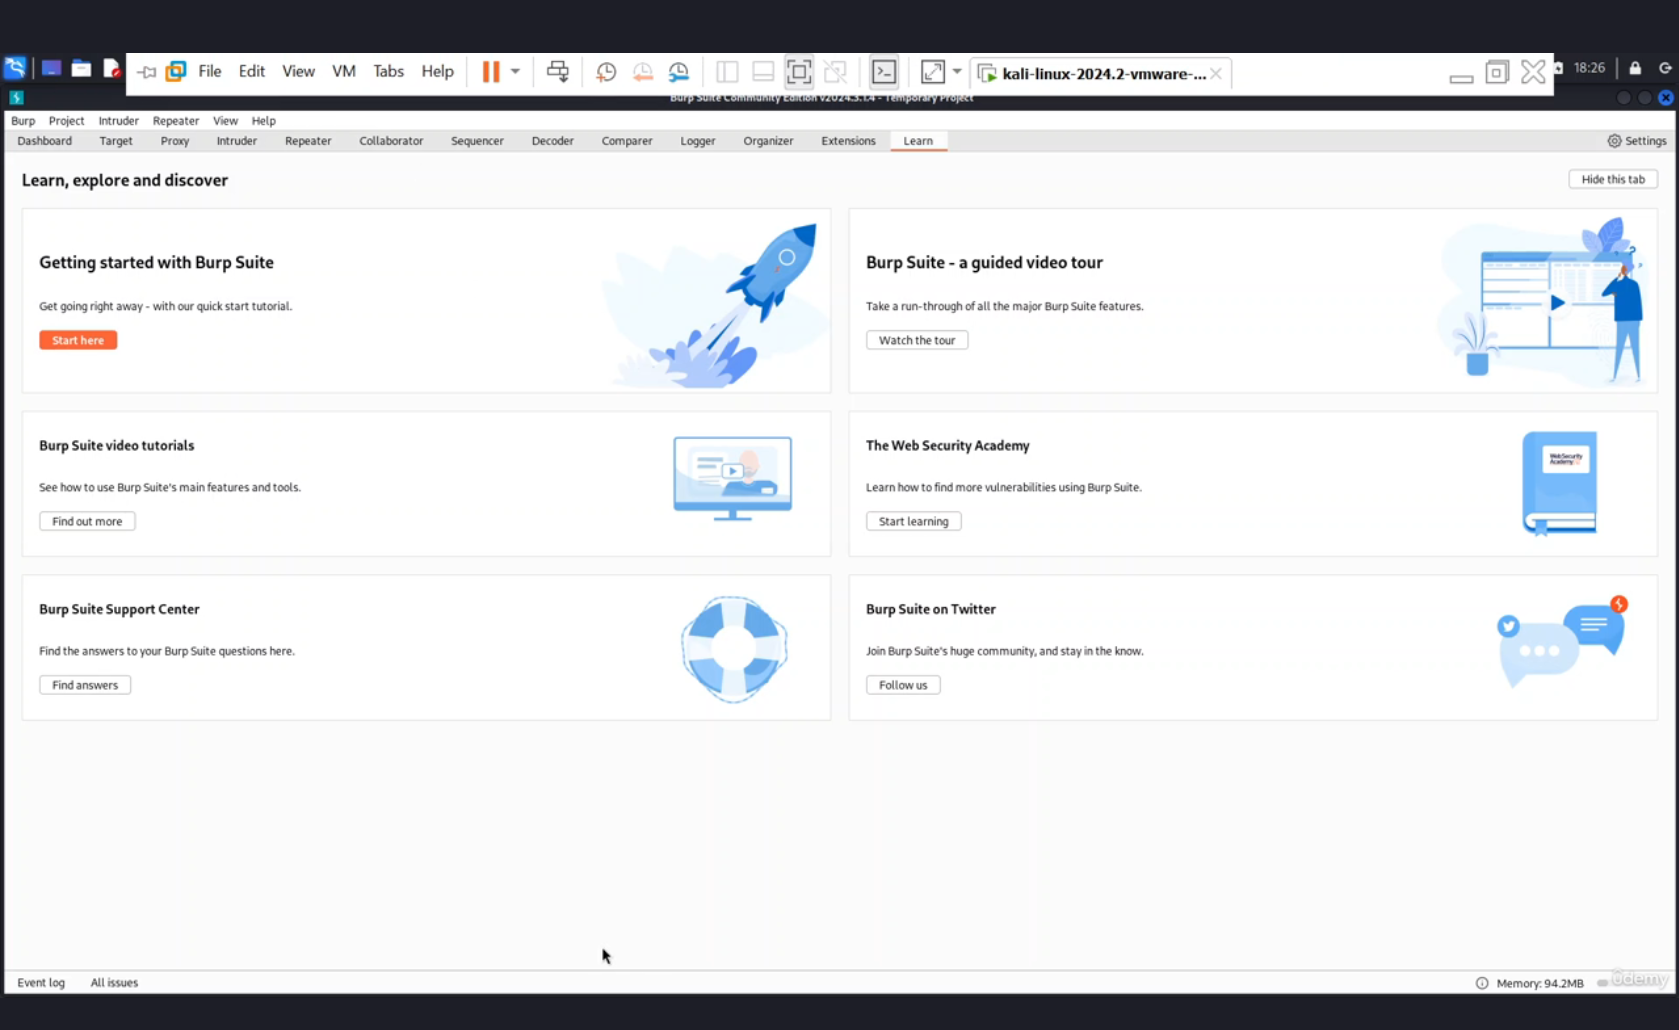 File Edit View VM Tabs Help kali-linux-2024.2-vmware-... 18:26
Burp Suite Community Edition v2024.3.1.4 - Temporary Project
Burp Project Intruder Repeater View Help
Dashboard Target Proxy Intruder Repeater Collaborator Sequencer Decoder Comparer Logger Organizer Extensions Learn Settings
Learn, explore and discover
Hide this tab
Getting started with Burp Suite
Get going right away - with our quick start tutorial.
Start here
Burp Suite - a guided video tour
Take a run-through of all the major Burp Suite features.
Watch the tour
Burp Suite video tutorials
See how to use Burp Suite's main features and tools.
Find out more
The Web Security Academy
Learn how to find more vulnerabilities using Burp Suite.
Start learning
WebSecurity
Academy
Burp Suite Support Center
Find the answers to your Burp Suite questions here.
Find answers
Burp Suite on Twitter
Join Burp Suite's huge community, and stay in the know.
Follow us
Event log All issues
Memory: 94.2MB
ûdemy